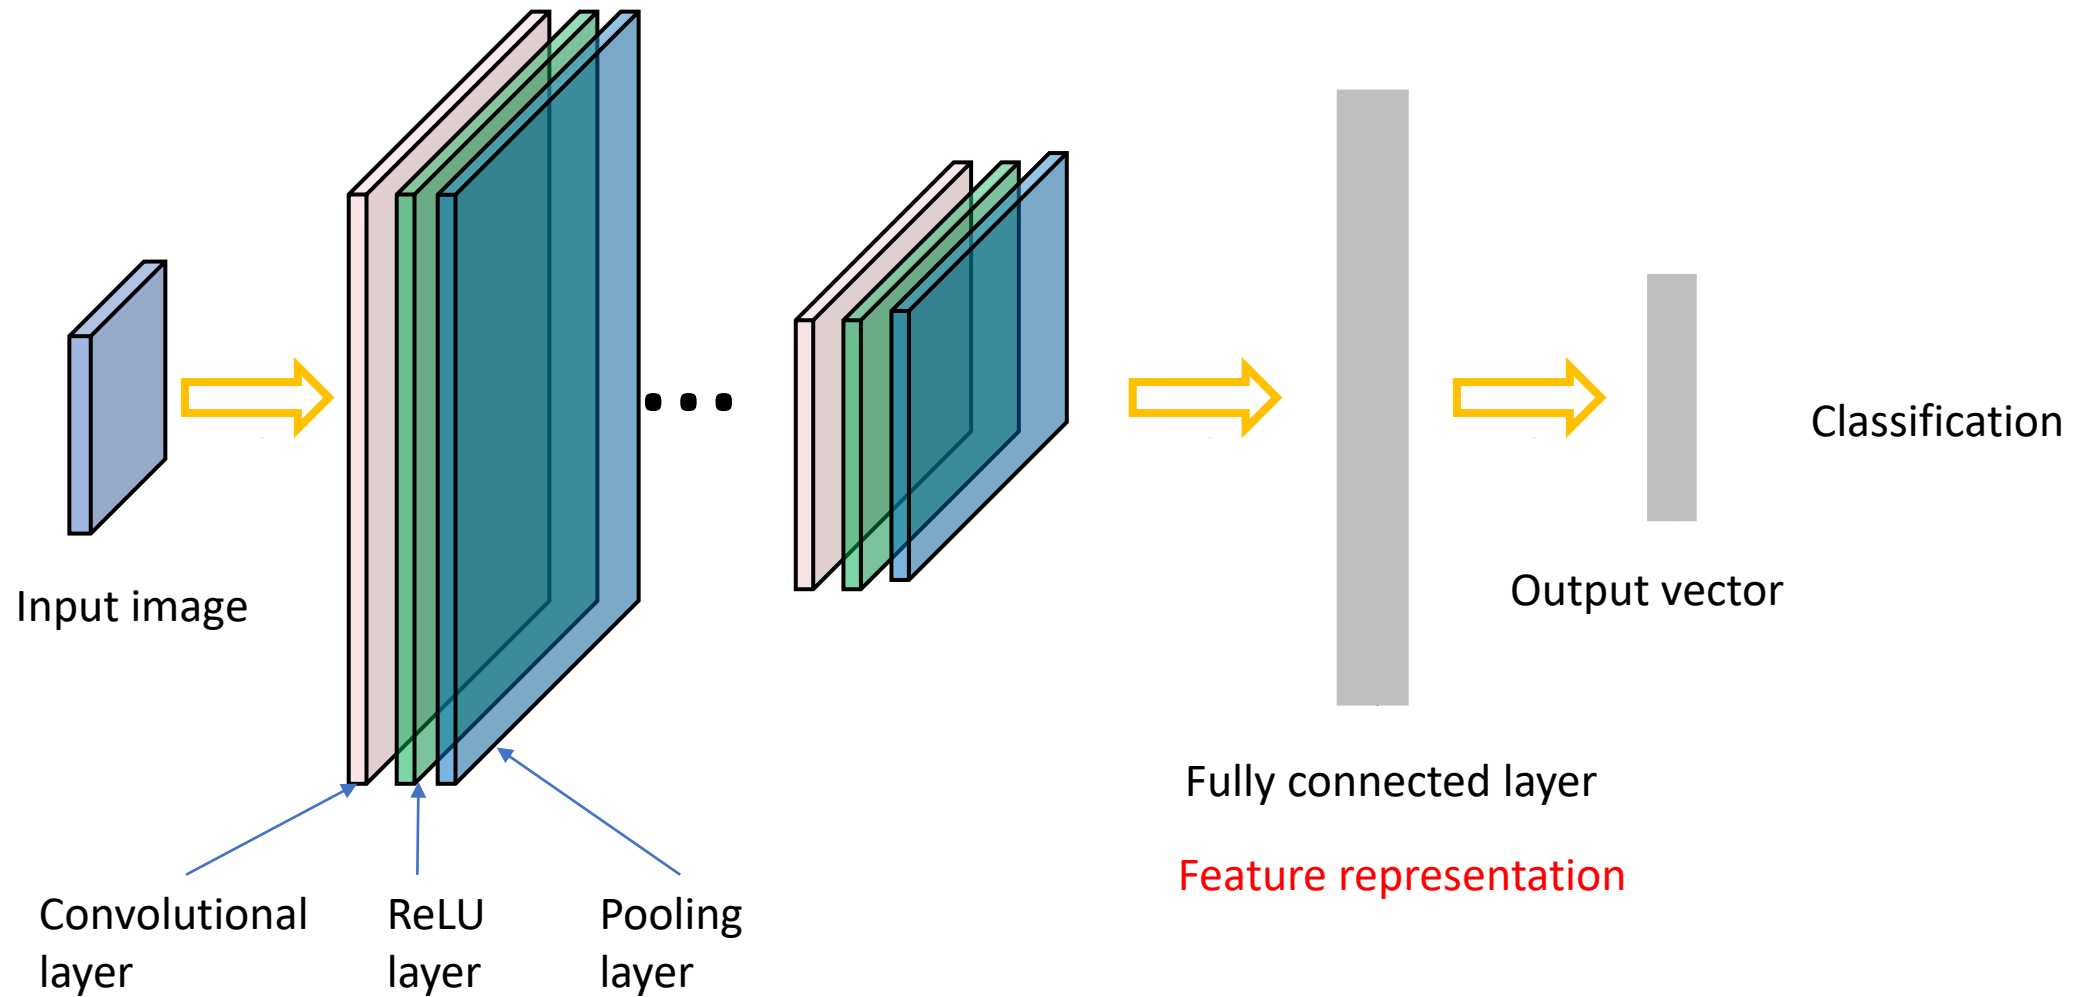 Input image
Convolutional
layer
ReLU
layer
Pooling
layer
Fully connected layer
Feature representation
Output vector
Classification